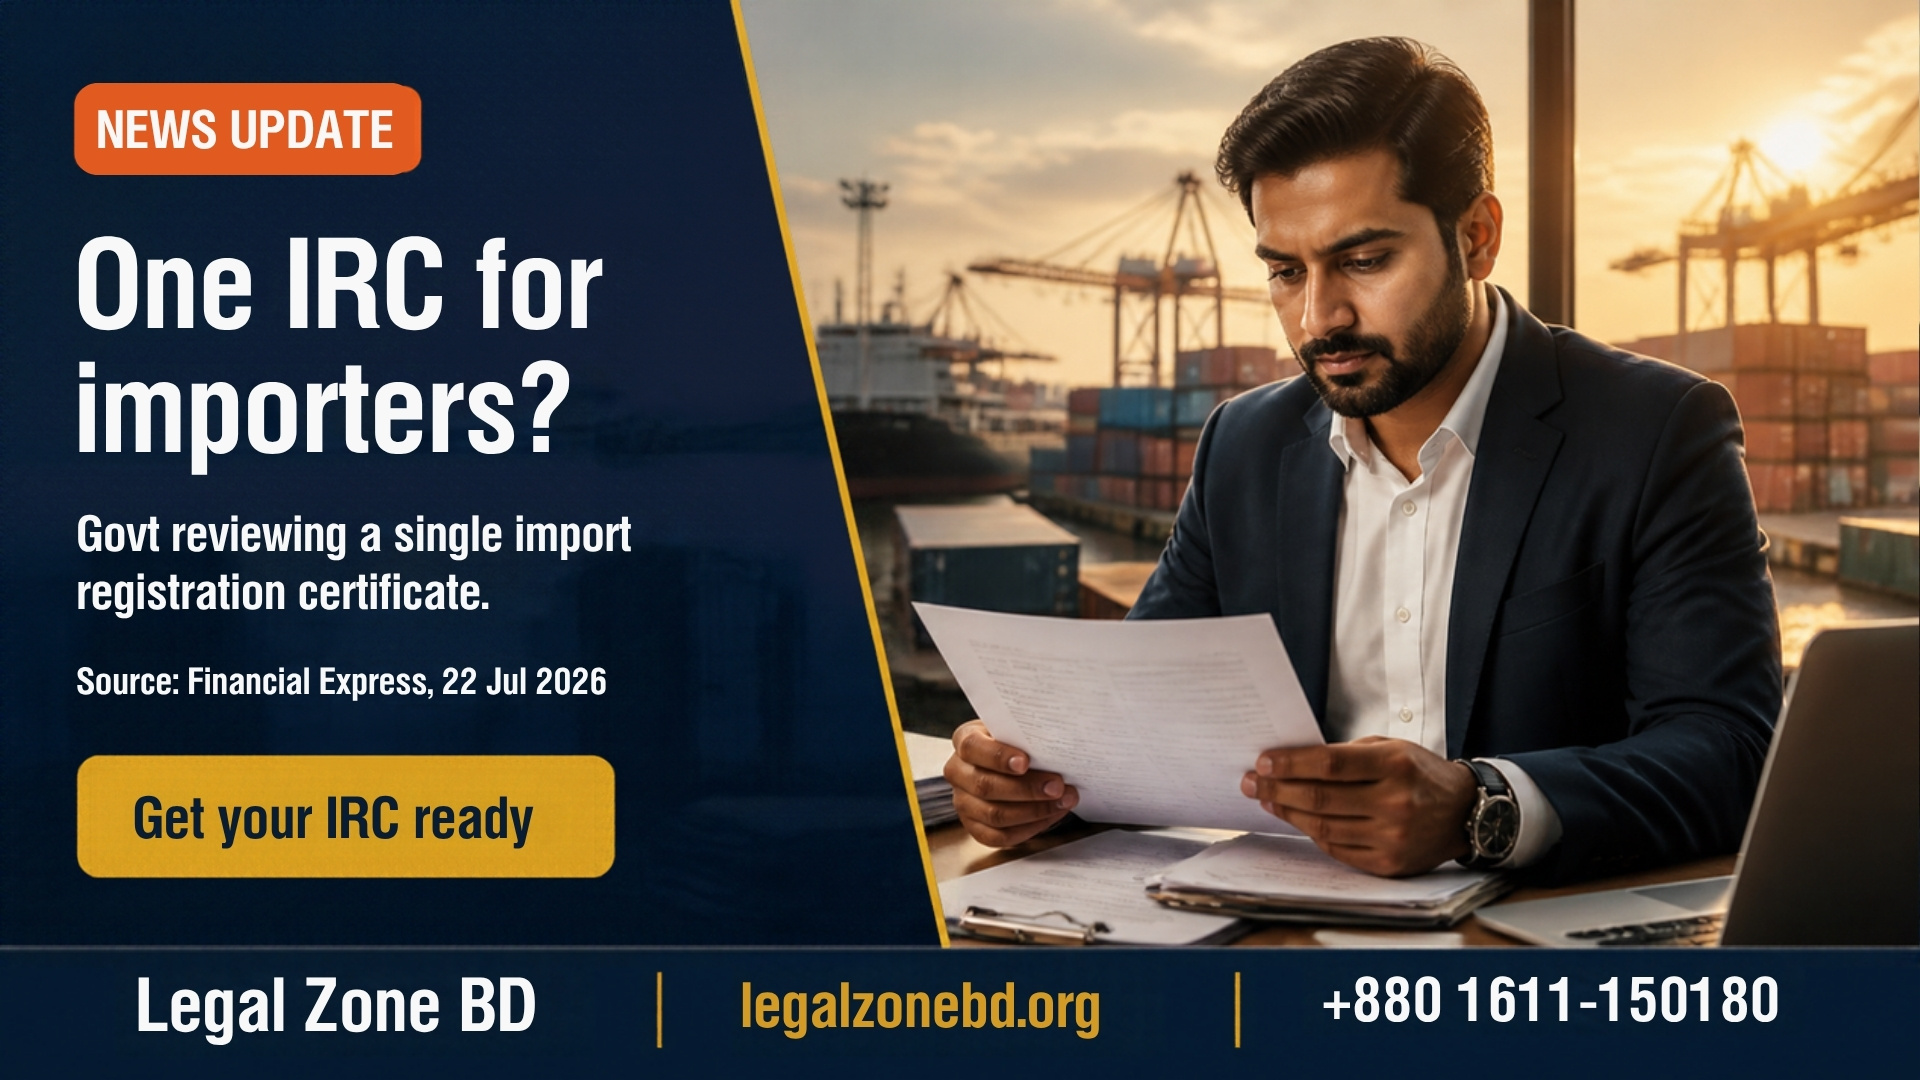 NEWS UPDATE
One IRC for
importers?
Govt reviewing a single import
registration certificate.
Source: Financial Express, 22 Jul 2026
Get your IRC ready
Legal Zone BD
legalzonebd.org
+880 1611-150180